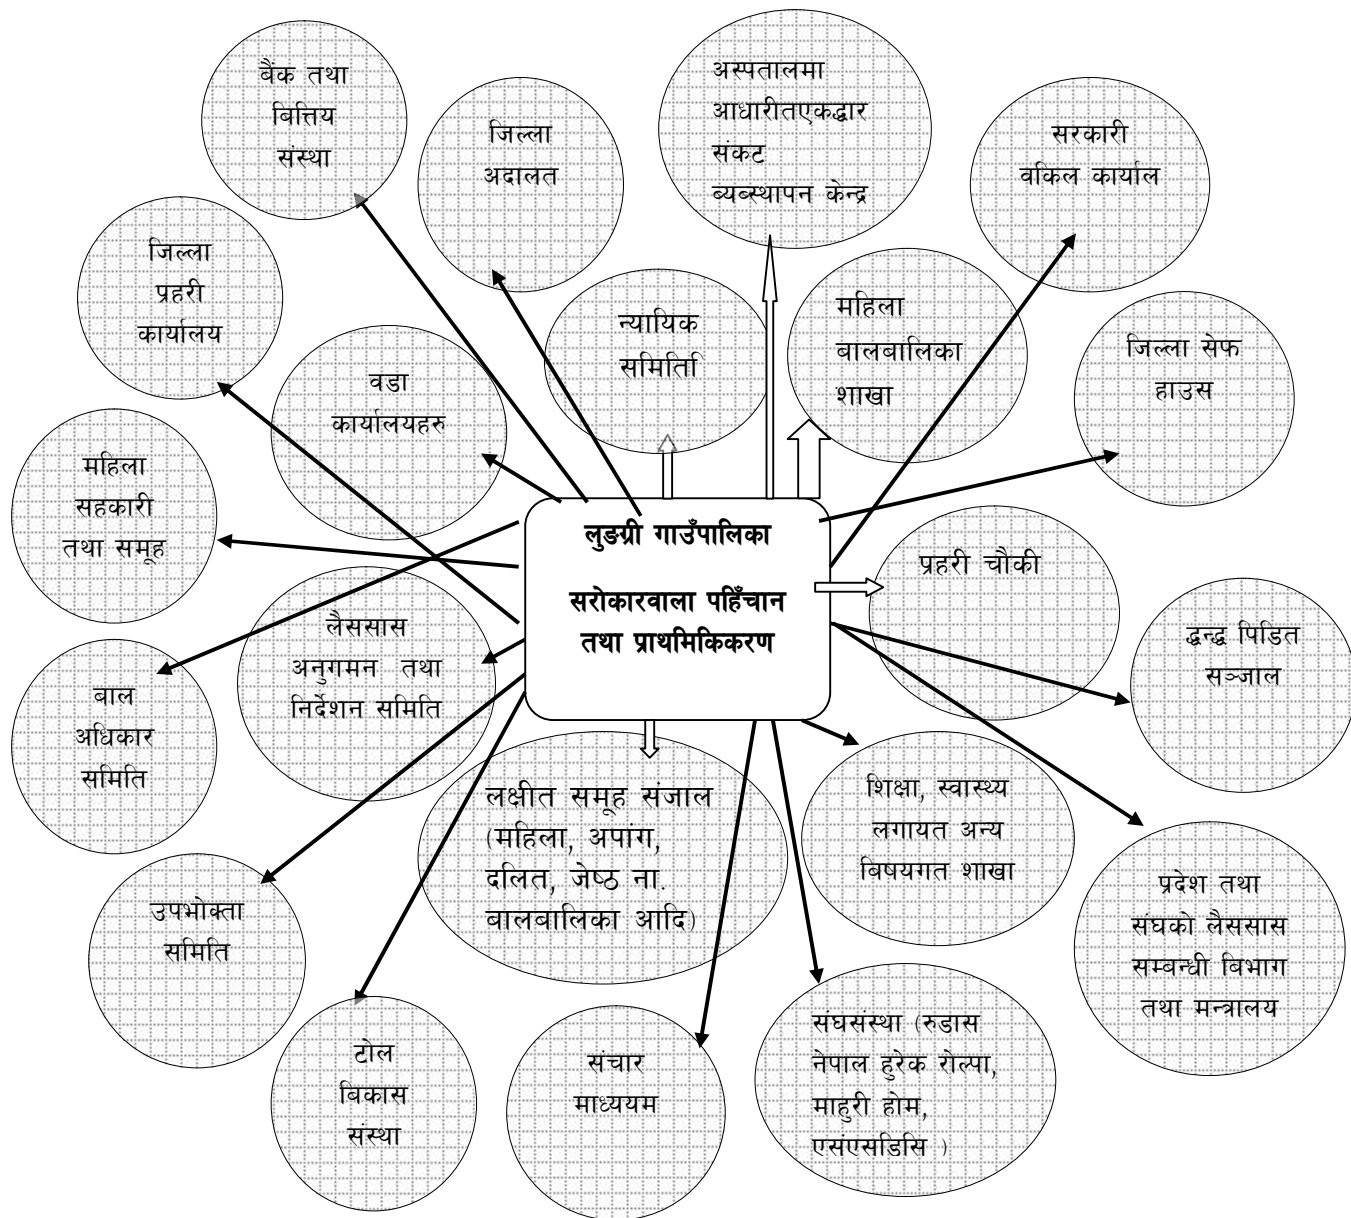 बैंक तथा
बित्तिय
संस्था
जिल्ला
अदालत
अस्पतालमा
आधारीतएकद्धार
संकट
ब्यब्स्थापन केन्द्र
सरकारी
वकिल कार्याल
जिल्ला
प्रहरी
कार्यालय
वडा
कार्यालयहरु
न्यायिक
समितिि
महिला
बालबालिका
शाखा
जिल्ला सेफ
हाउस
महिला
सहकारी
तथा समूह
लुङग्री गाउँपालिका
सरोकारवाला पहिँचान
तथा प्राथमिकिकरण
प्रहरी चौकी
लैससास
अनुगमन तथा
निर्देशन समिति
द्धन्द्ध पिडित
सञ्जाल
बाल
अधिकार
समिति
लक्षीत समूह संजाल
(महिला, अपांग,
दलित, जेष्ठ ना.
बालबालिका आदि)
शिक्षा, स्वास्थ्य
लगायत अन्य
बिषयगत शाखा
प्रदेश तथा
संघको लैससास
सम्बन्धी बिभाग
तथा मन्त्रालय
उपभोक्ता
समिति
टोल
बिकास
संस्था
संचार
माध्ययम
संघसंस्था (रुडास
नेपाल हुरेक रोल्पा,
माहुरी होम,
एसंएसडिसि )